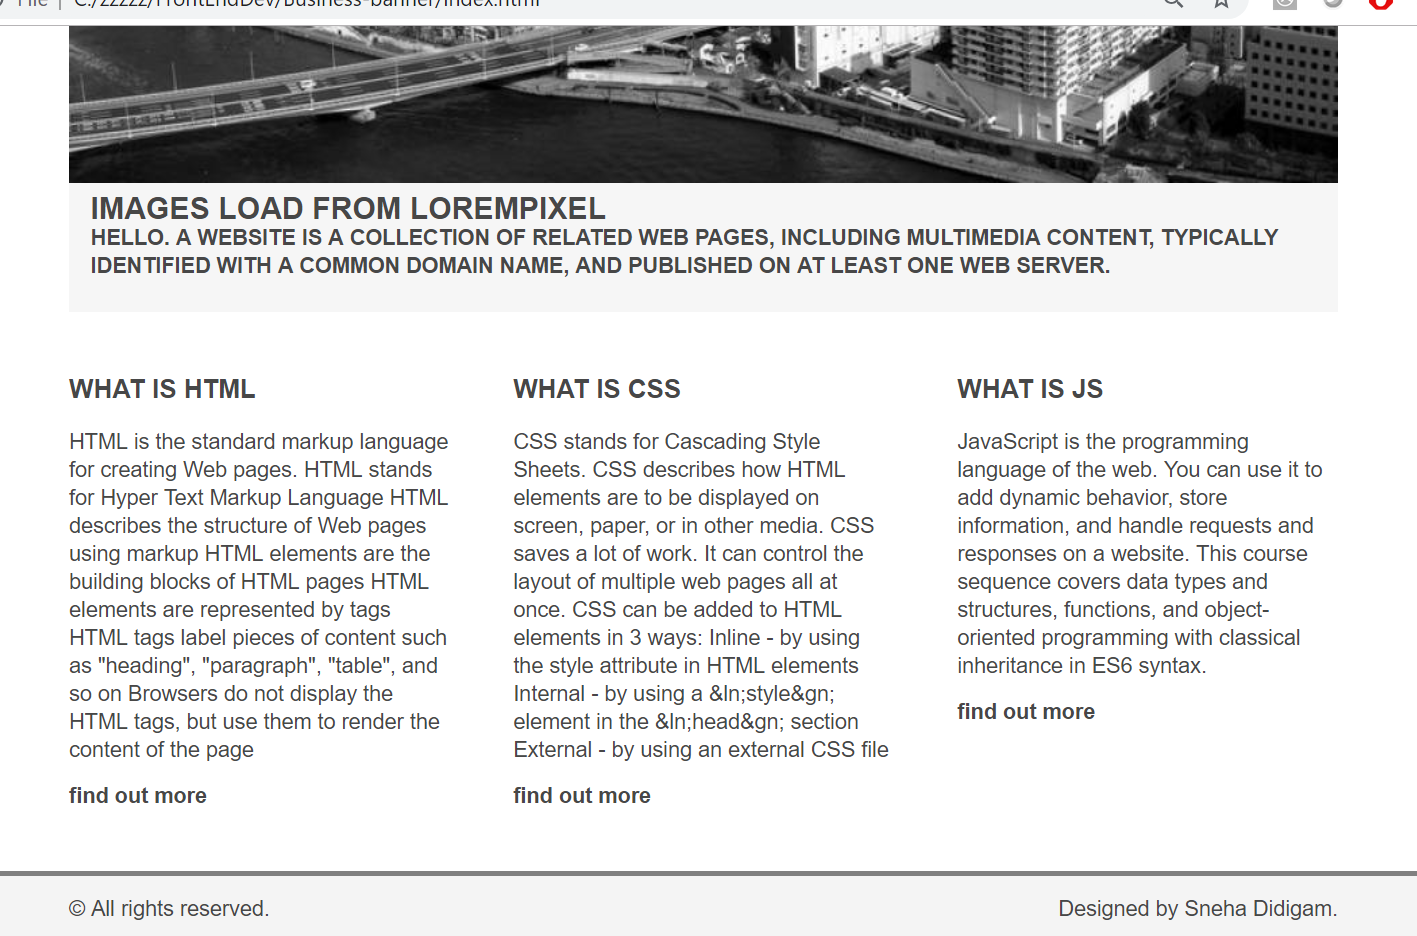 File | C:/zzzzz/FrontEndDev/Business-banner/index.html
IMAGES LOAD FROM LOREMPIXEL
HELLO. A WEBSITE IS A COLLECTION OF RELATED WEB PAGES, INCLUDING MULTIMEDIA CONTENT, TYPICALLY
IDENTIFIED WITH A COMMON DOMAIN NAME, AND PUBLISHED ON AT LEAST ONE WEB SERVER.
WHAT IS HTML
HTML is the standard markup language
for creating Web pages. HTML stands
for Hyper Text Markup Language HTML
describes the structure of Web pages
using markup HTML elements are the
building blocks of HTML pages HTML
elements are represented by tags
HTML tags label pieces of content such
as "heading", "paragraph", "table", and
so on Browsers do not display the
HTML tags, but use them to render the
content of the page
find out more
WHAT IS CSS
CSS stands for Cascading Style
Sheets. CSS describes how HTML
elements are to be displayed on
screen, paper, or in other media. CSS
saves a lot of work. It can control the
layout of multiple web pages all at
once. CSS can be added to HTML
elements in 3 ways: Inline - by using
the style attribute in HTML elements
Internal - by using a &ln;style&gn;
element in the &ln;head&gn; section
External - by using an external CSS file
find out more
WHAT IS JS
JavaScript is the programming
language of the web. You can use it to
add dynamic behavior, store
information, and handle requests and
responses on a website. This course
sequence covers data types and
structures, functions, and object-
oriented programming with classical
inheritance in ES6 syntax.
find out more
© All rights reserved.
Designed by Sneha Didigam.